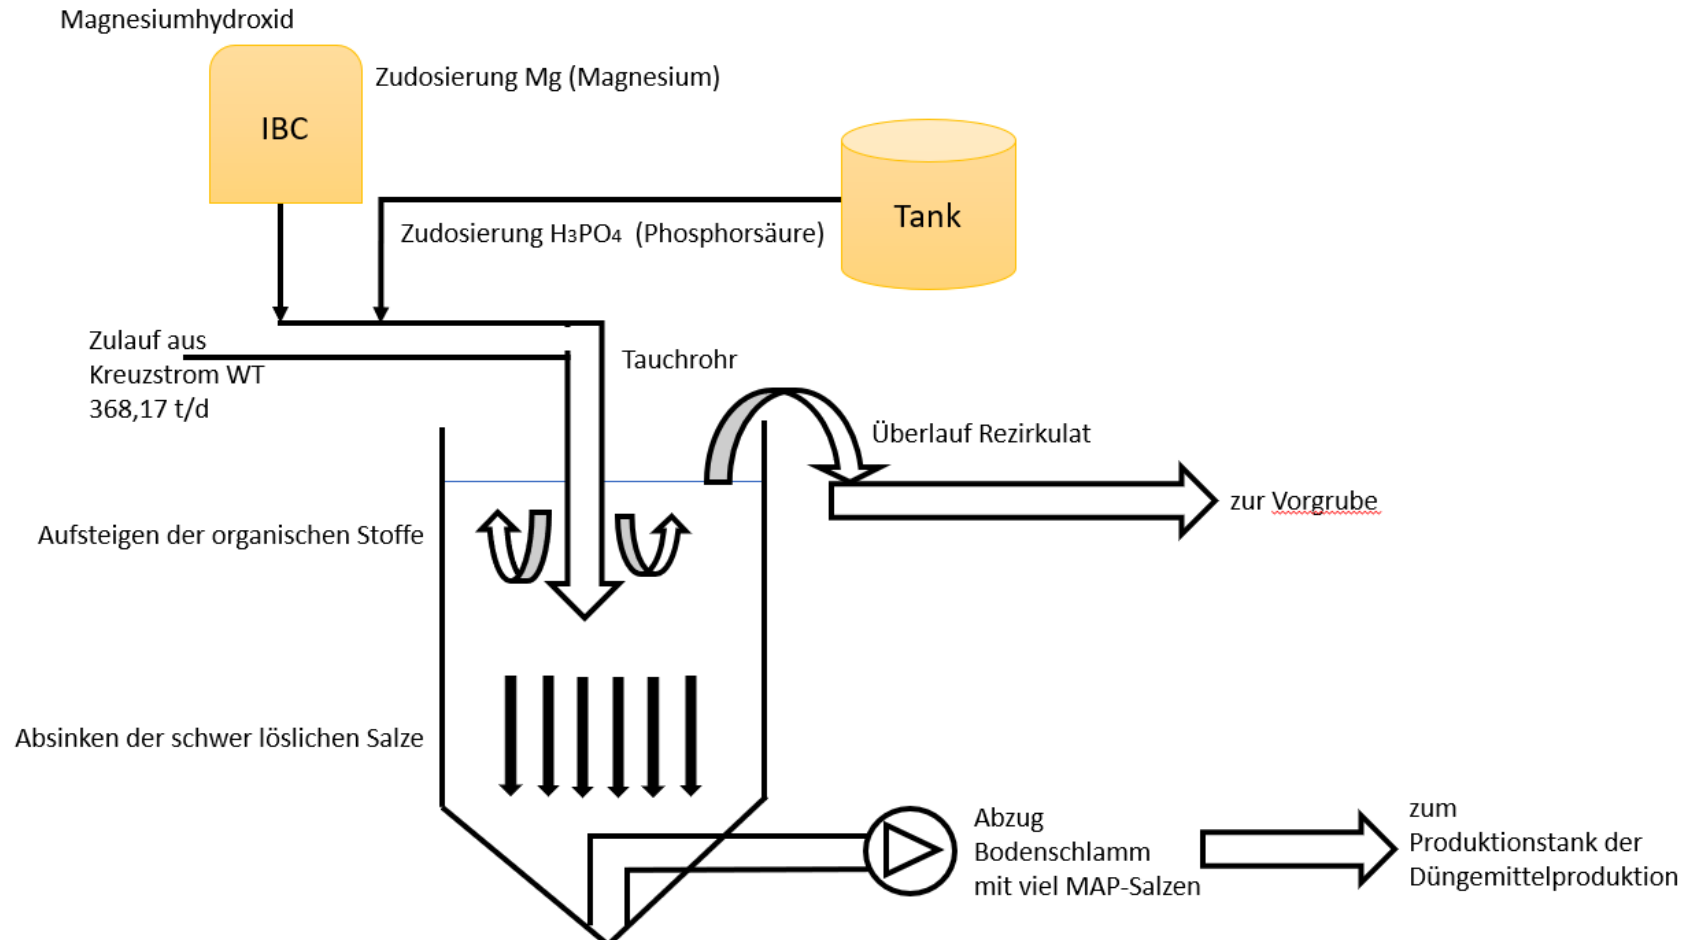 Magnesiumhydroxid
Zudosierung Mg (Magnesium)
IBC
Tank
Zudosierung H₃PO₄ (Phosphorsäure)
Zulauf aus
Kreuzstrom WT
368,17 t/d
Tauchrohr
Überlauf Rezirkulat
zur Vorgrube
Aufsteigen der organischen Stoffe
Absinken der schwer löslichen Salze
Abzug
Bodenschlamm
mit viel MAP-Salzen
zum
Produktionstank der
Düngemittelproduktion